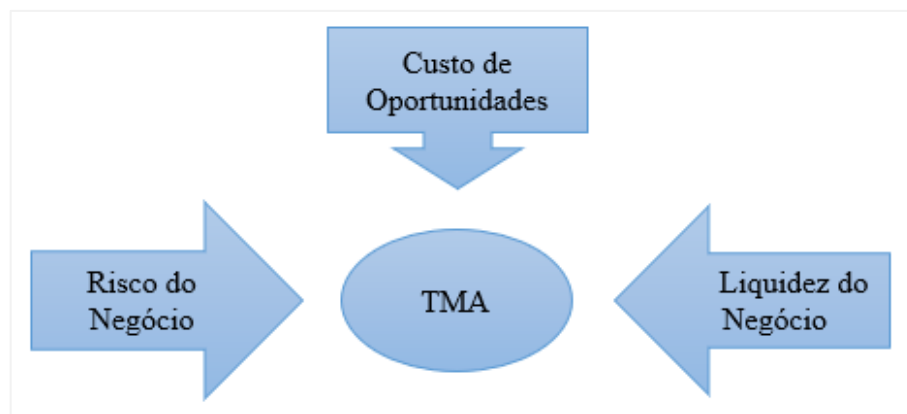 Custo de
Oportunidades
Risco do
Negócio
TMA
Liquidez do
Negócio